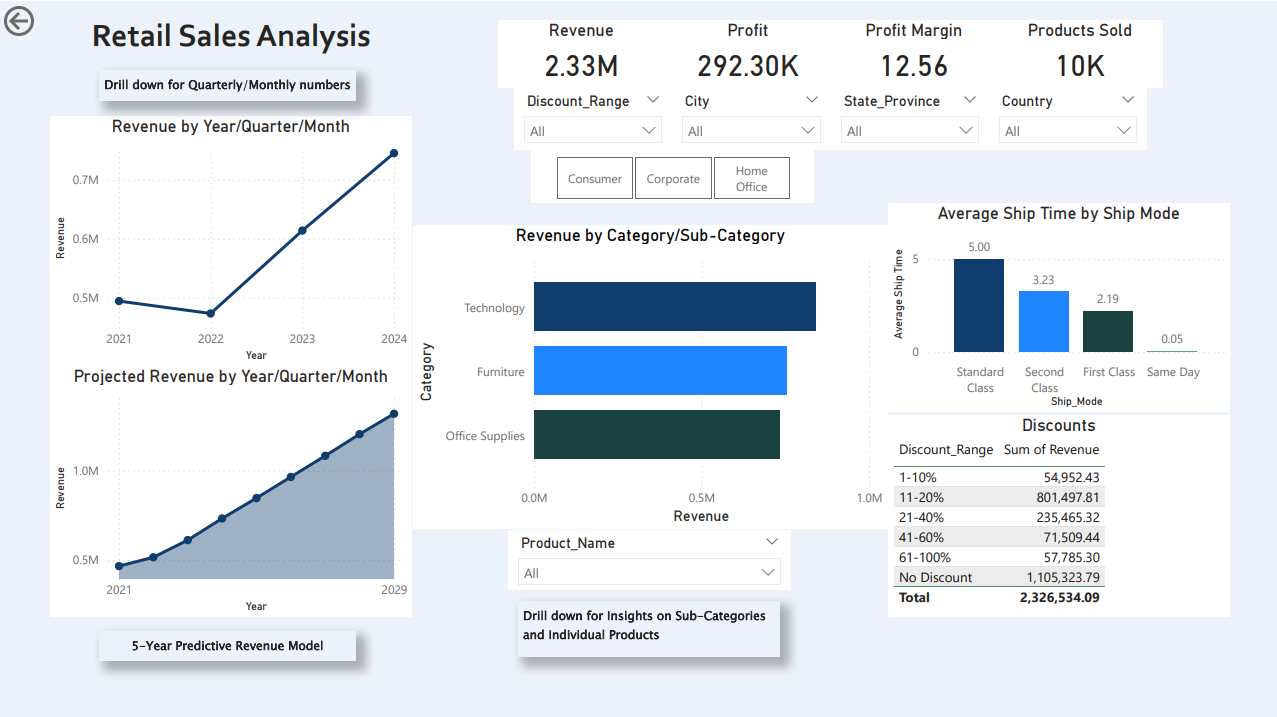 Retail Sales Analysis
Drill down for Quarterly/Monthly numbers
Revenue
Profit
Profit Margin
Products Sold
2.33M
292.30K
12.56
10K
Discount_Range
City
State_Province
Country
All
All
All
All
Consumer
Corporate
Home
Office
Revenue by Year/Quarter/Month
Revenue
0.7M
0.6M
0.5M
2021
2022
2023
2024
Year
Projected Revenue by Year/Quarter/Month
Revenue
1.0M
0.5M
2021
2029
Year
5-Year Predictive Revenue Model
Revenue by Category/Sub-Category
Category
Technology
Furniture
Office Supplies
0.0M
0.5M
1.0M
Revenue
Product_Name
All
Drill down for Insights on Sub-Categories
and Individual Products
Average Ship Time by Ship Mode
Average Ship Time
5
0
5.00
3.23
2.19
0.05
Standard
Class
Second
Class
First Class
Same Day
Ship_Mode
Discounts
Discount_Range Sum of Revenue
1-10% 54,952.43
11-20% 801,497.81
21-40% 235,465.32
41-60% 71,509.44
61-100% 57,785.30
No Discount 1,105,323.79
Total 2,326,534.09